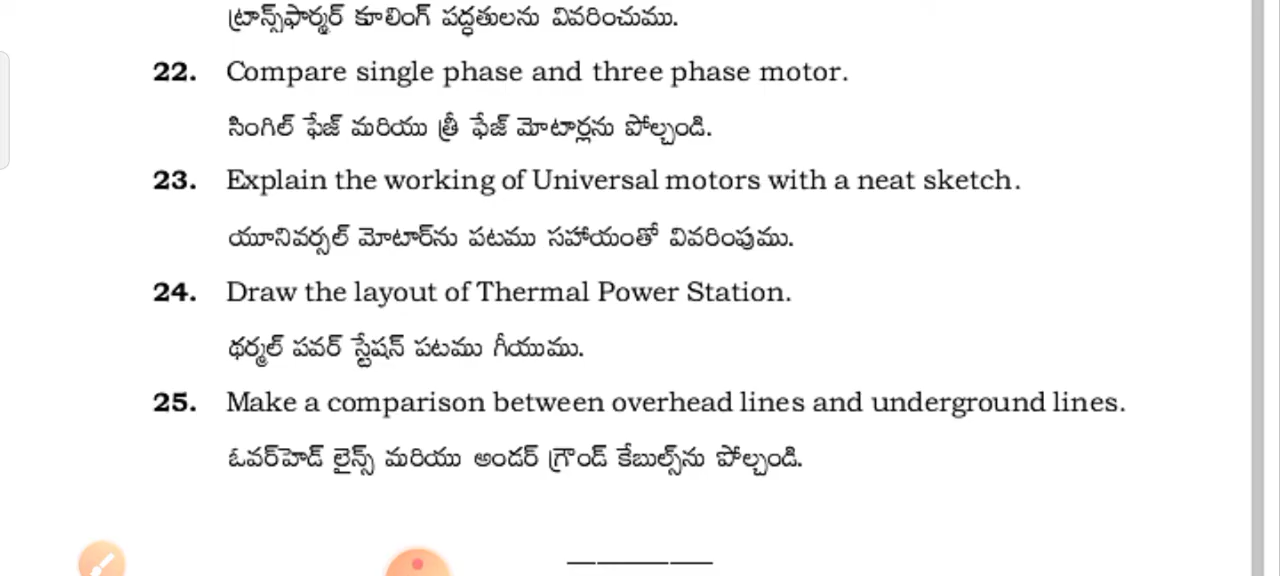 ట్రాన్స్‌ఫార్మర్ కూలింగ్ పద్ధతులను వివరించుము.
22. Compare single phase and three phase motor.
సింగిల్ ఫేజ్ మరియు త్రీ ఫేజ్ మోటార్లను పోల్చండి.
23. Explain the working of Universal motors with a neat sketch.
యూనివర్సల్ మోటార్‌ను పటము సహాయంతో వివరింపుము.
24. Draw the layout of Thermal Power Station.
థర్మల్ పవర్ స్టేషన్ పటము గీయుము.
25. Make a comparison between overhead lines and underground lines.
ఓవర్‌హెడ్ లైన్స్ మరియు అండర్ గ్రౌండ్ కేబుల్స్‌ను పోల్చండి.